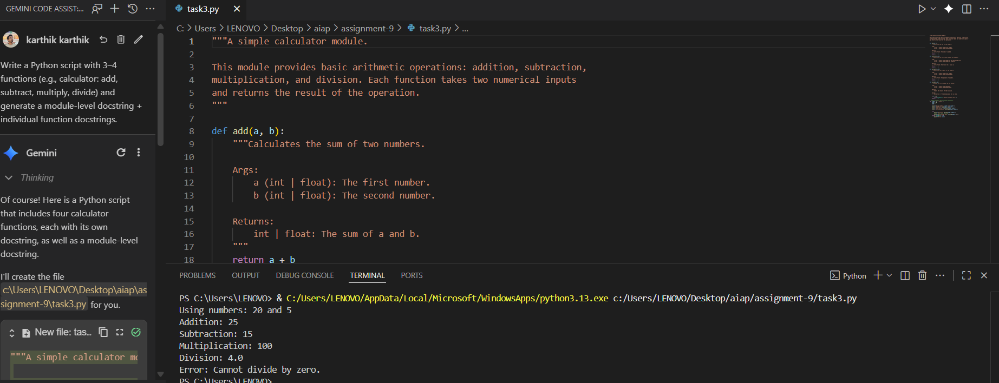 GEMINI CODE ASSIST:...
karthik karthik
Write a Python script with 3–4
functions (e.g., calculator: add,
subtract, multiply, divide) and
generate a module-level docstring +
individual function docstrings.
Gemini
Thinking
Of course! Here is a Python script
that includes four calculator
functions, each with its own
docstring, as well as a module-level
docstring.
I'll create the file
c:\Users\LENOVO\Desktop\aiap\as
signment-9\task3.py for you.
New file: tas...
"""A simple calculator mo
task3.py
C: > Users > LENOVO > Desktop > aiap > assignment-9 > task3.py > ...
1 """A simple calculator module.
2
3 This module provides basic arithmetic operations: addition, subtraction,
4 multiplication, and division. Each function takes two numerical inputs
5 and returns the result of the operation.
6 """
7
8 def add(a, b):
9 """Calculates the sum of two numbers.
10
11 Args:
12 a (int | float): The first number.
13 b (int | float): The second number.
14
15 Returns:
16 int | float: The sum of a and b.
17 """
18 return a + b
PROBLEMS OUTPUT DEBUG CONSOLE TERMINAL PORTS
Python
PS C:\Users\LENOVO> & C:/Users/LENOVO/AppData/Local/Microsoft/WindowsApps/python3.13.exe c:/Users/LENOVO/Desktop/aiap/assignment-9/task3.py
Using numbers: 20 and 5
Addition: 25
Subtraction: 15
Multiplication: 100
Division: 4.0
Error: Cannot divide by zero.
PS C:\Users\LENOVO>